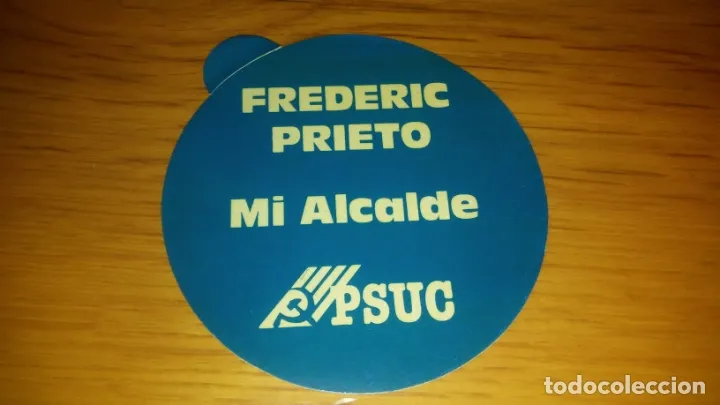 FREDERIC
PRIETO
Mi Alcalde
PSUC
todocoleccion